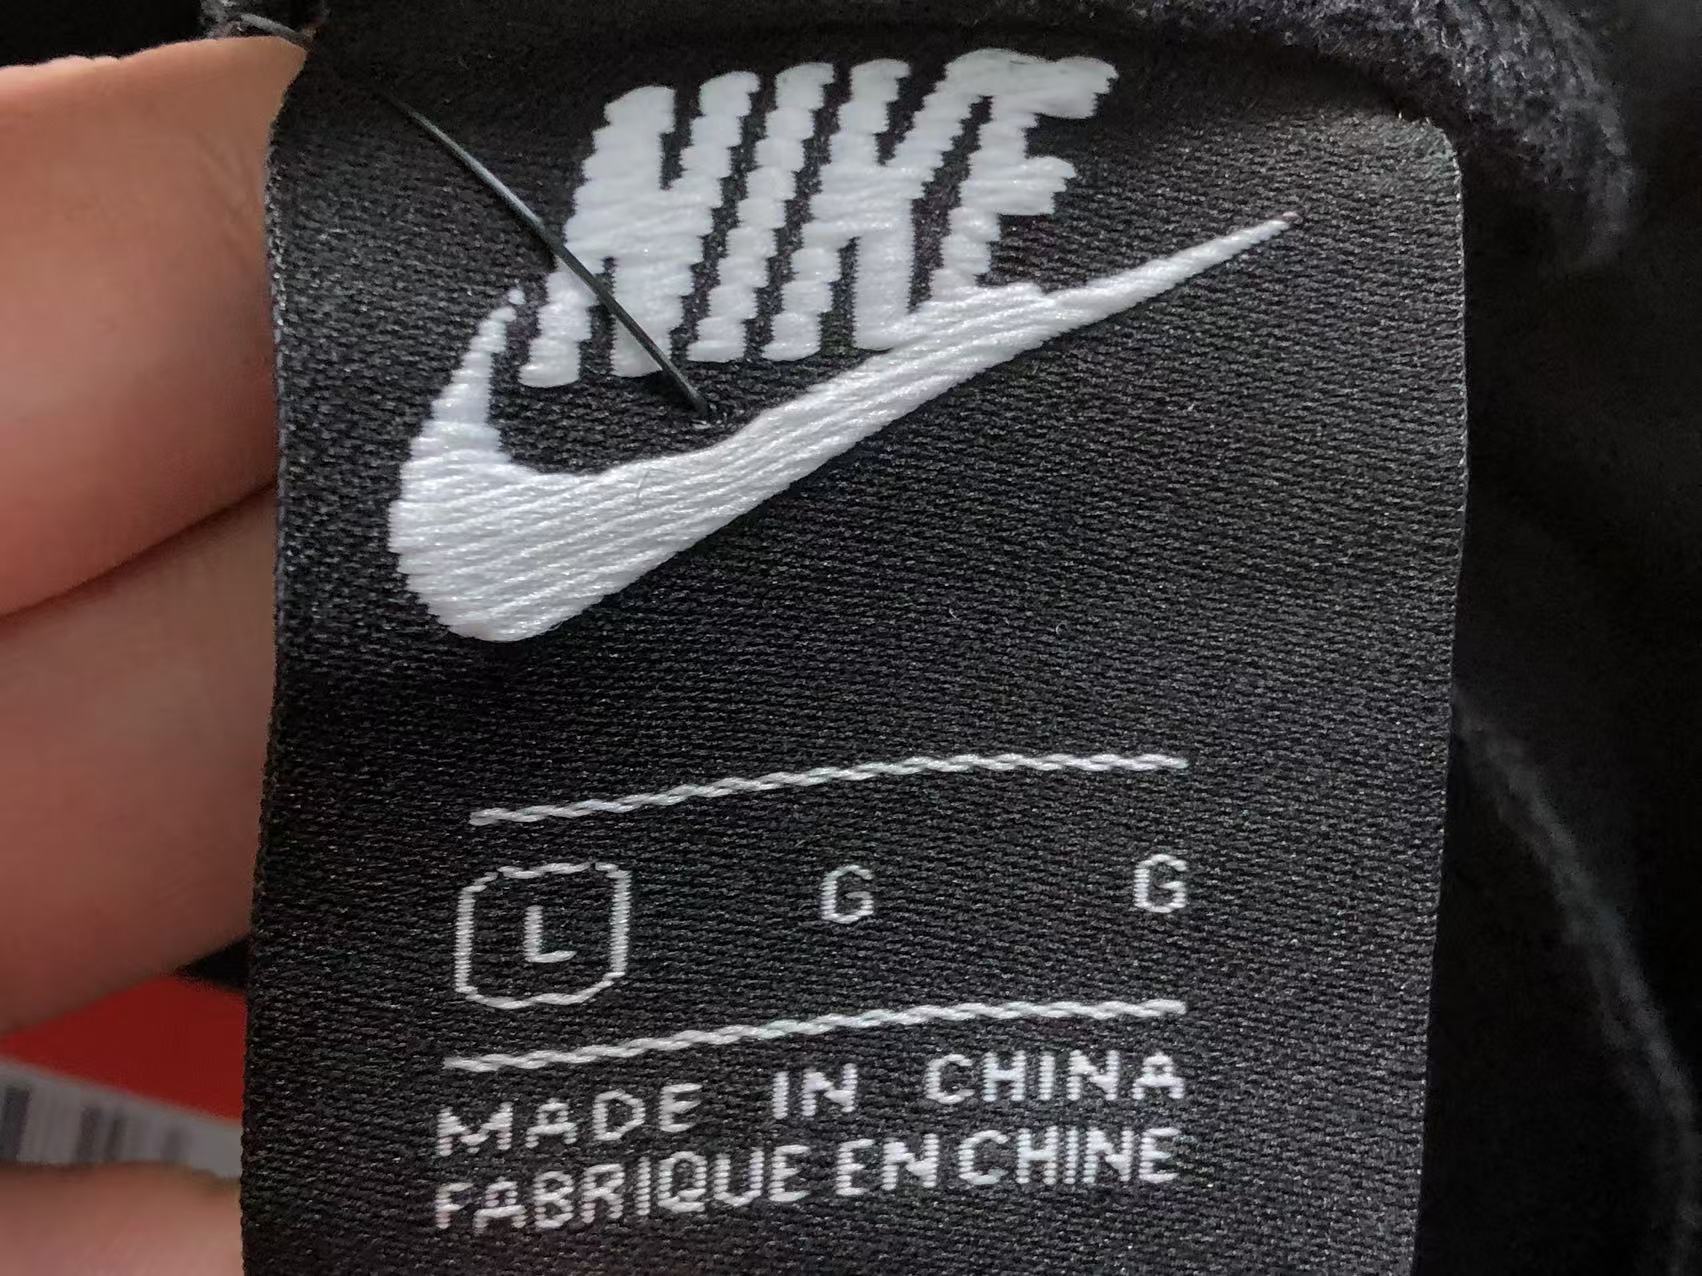 NIKE
L G G
MADE IN CHINA
FABRIQUE EN CHINE